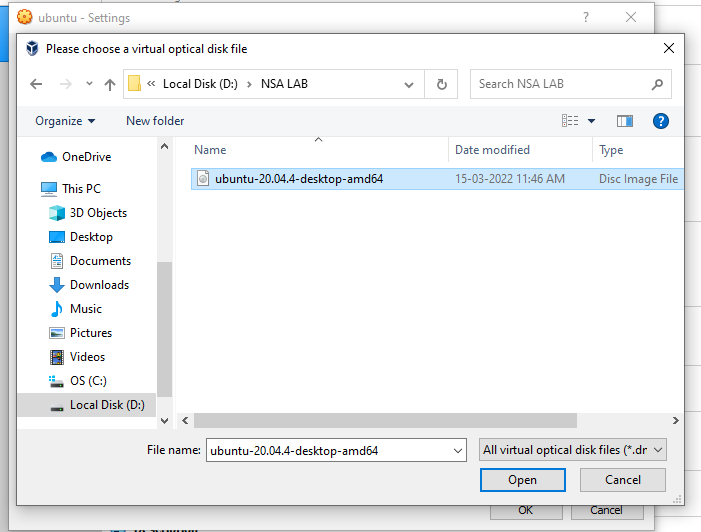 ubuntu - Settings
Please choose a virtual optical disk file
« Local Disk (D:) › NSA LAB
Search NSA LAB
Organize
New folder
Name
Date modified
Type
OneDrive
ubuntu-20.04.4-desktop-amd64
15-03-2022 11:46 AM
Disc Image File
This PC
3D Objects
Desktop
Documents
Downloads
Music
Pictures
Videos
OS (C:)
Local Disk (D:)
File name:
ubuntu-20.04.4-desktop-amd64
All virtual optical disk files (*.dr
Open
Cancel
OK
Cancel